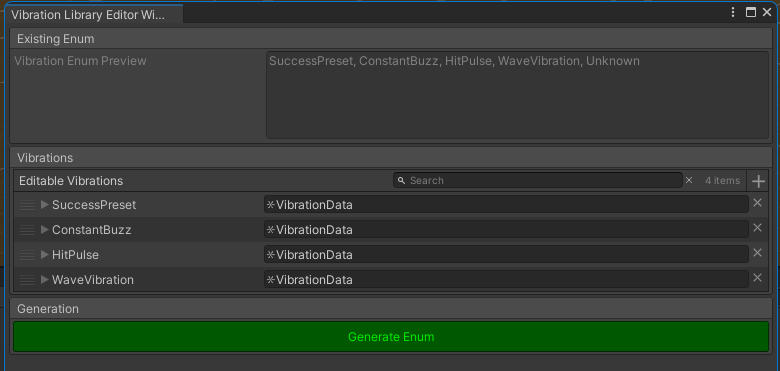 Vibration Library Editor Wi...
Existing Enum
Vibration Enum Preview
SuccessPreset, ConstantBuzz, HitPulse, WaveVibration, Unknown
Vibrations
Editable Vibrations Search 4 items
SuccessPreset VibrationData
ConstantBuzz VibrationData
HitPulse VibrationData
WaveVibration VibrationData
Generation
Generate Enum